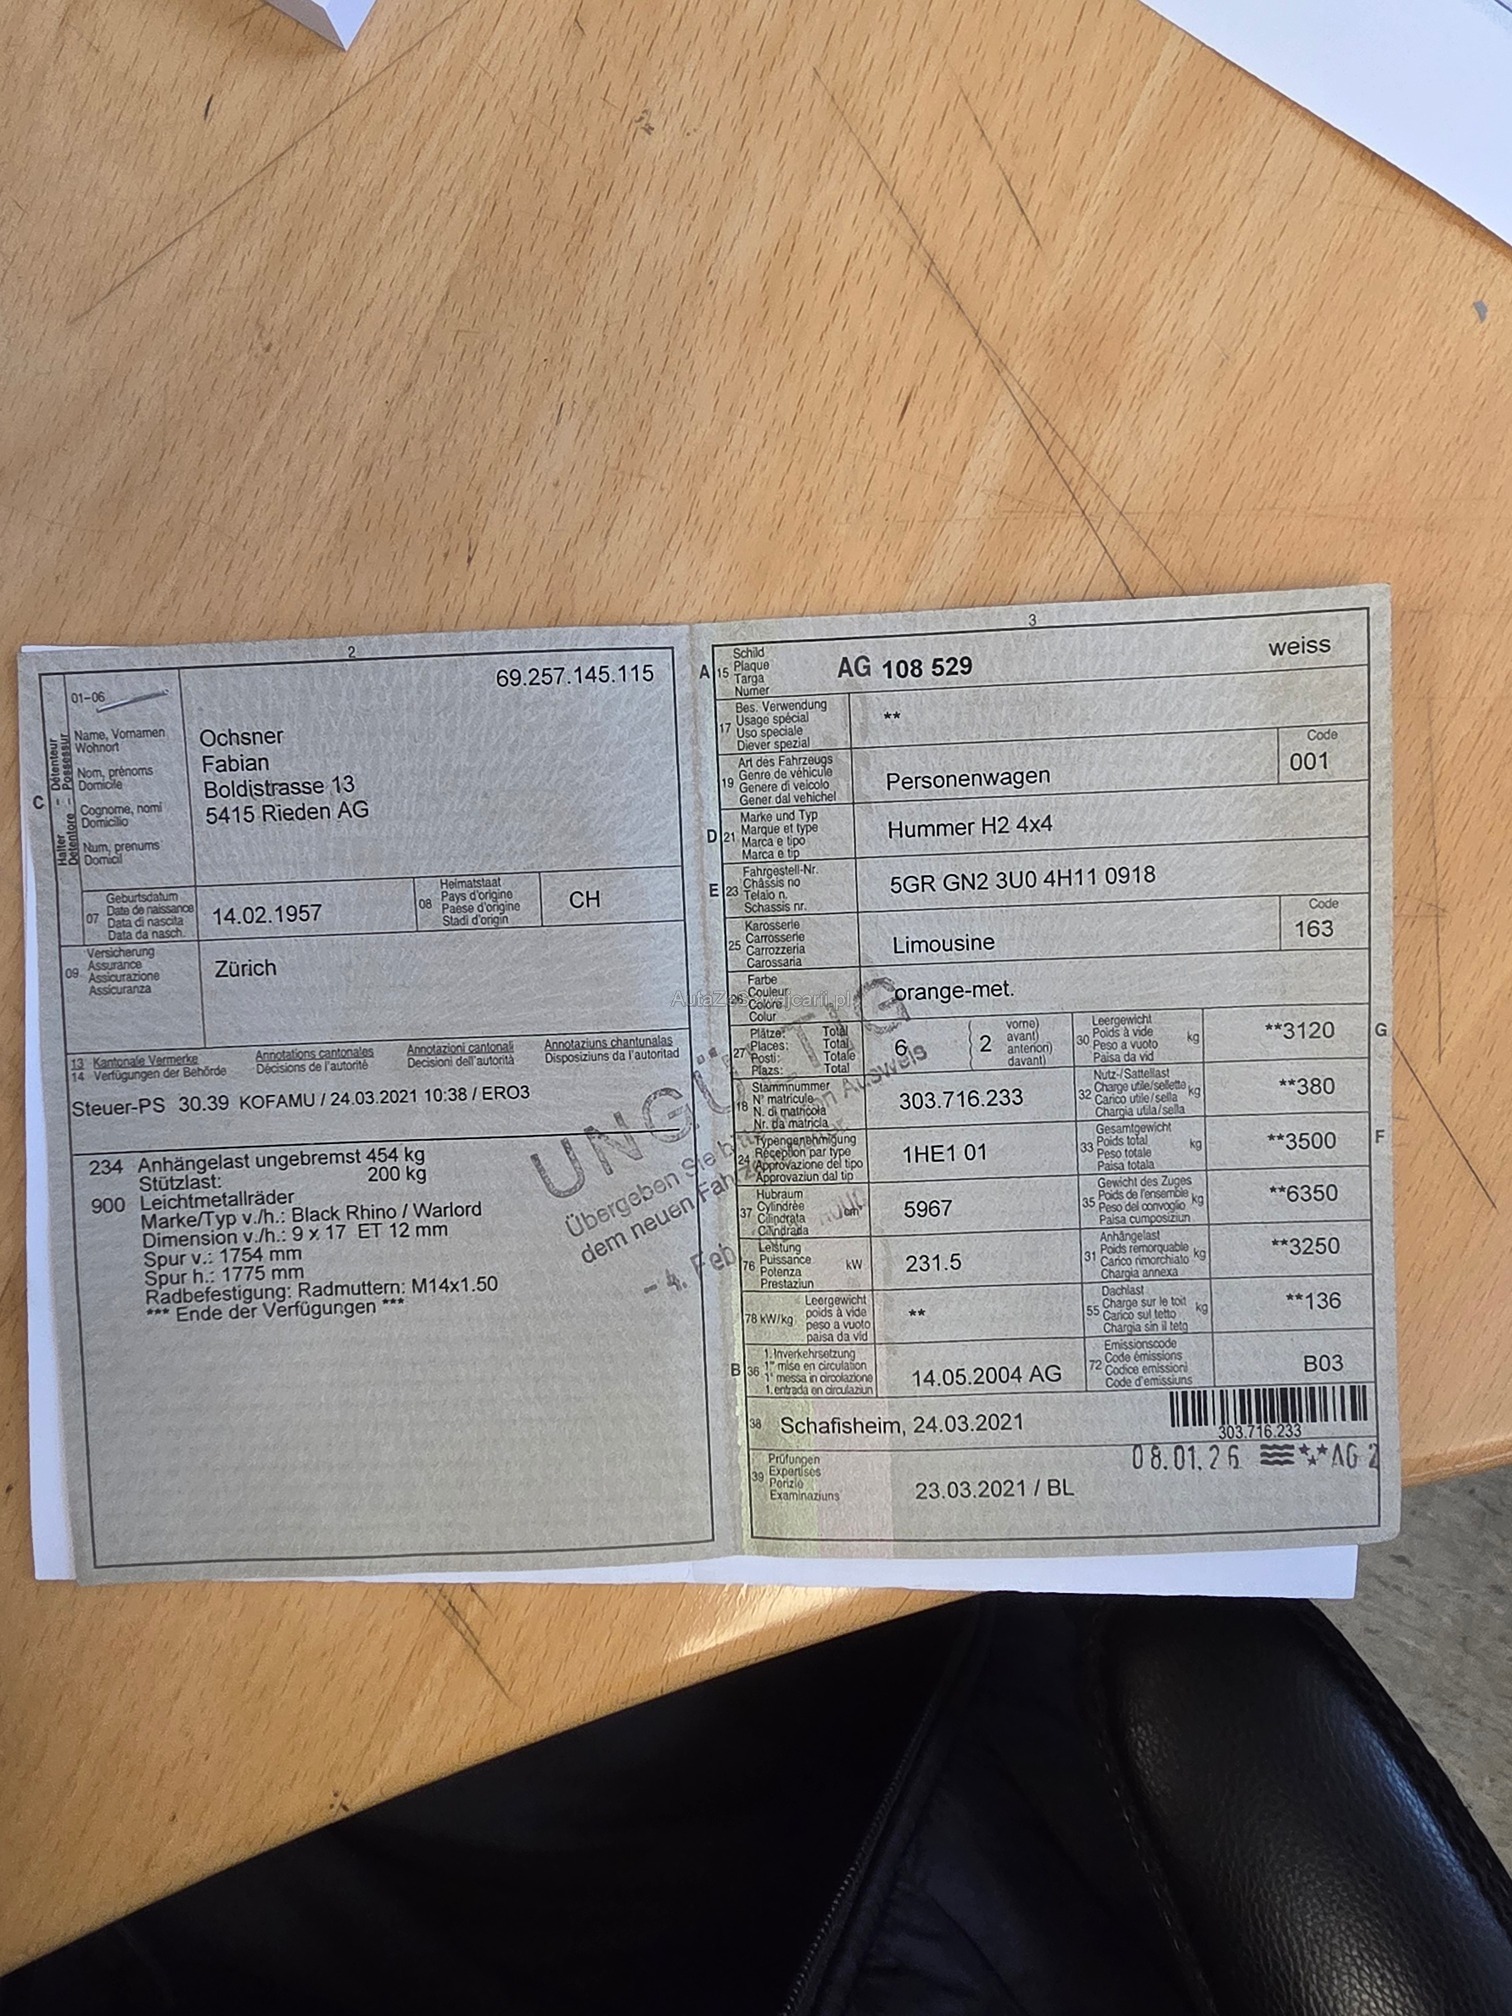 2
01-06
69.257.145.115
C
Halter - Détenteur
Detentore - Possessur
Name, Vornamen
Wohnort
Nom, prénoms
Domicile
Cognome, nomi
Domicilio
Num, prenums
Domicil
Ochsner
Fabian
Boldistrasse 13
5415 Rieden AG
07
Geburtsdatum
Date de naissance
Data di nascita
Data da nasch.
14.02.1957
08
Heimatstaat
Pays d'origine
Paese d'origine
Stadi d'origin
CH
09
Versicherung
Assurance
Assicurazione
Assicuranza
Zürich
13 Kantonale Vermerke Annotations cantonales Annotazioni cantonali Annotaziuns chantunalas
14 Verfügungen der Behörde Décisions de l'autorité Decisioni dell'autorità Disposiziuns da l'autoritad
Steuer-PS 30.39 KOFAMU / 24.03.2021 10:38 / ERO3
234 Anhängelast ungebremst 454 kg
Stützlast: 200 kg
900 Leichtmetallräder
Marke/Typ v./h.: Black Rhino / Warlord
Dimension v./h.: 9 x 17 ET 12 mm
Spur v.: 1754 mm
Spur h.: 1775 mm
Radbefestigung: Radmuttern: M14x1.50
*** Ende der Verfügungen ***
UNGÜLTIG
Übergeben Sie
Ausweis
dem neuen
- 4. Feb.
3
A 15
Schild
Plaque
Targa
Numer
AG 108 529
weiss
17
Bes. Verwendung
Usage spécial
Uso speciale
Diever spezial
**
19
Art des Fahrzeugs
Genre de véhicule
Genere di veicolo
Gener dal vehichel
Personenwagen
Code
001
D 21
Marke und Typ
Marque et type
Marca e tipo
Marca e tip
Hummer H2 4x4
E 23
Fahrgestell-Nr.
Châssis no
Telaio n.
Schassis nr.
5GR GN2 3U0 4H11 0918
25
Karosserie
Carrosserie
Carrozzeria
Carossaria
Limousine
Code
163
26
Farbe
Couleur
Colore
Colur
orange-met.
27
Plätze: Total
Places: Total
Posti: Totale
Plazs: Total
6
2
vorne)
avant)
anteriori)
davant)
30
Leergewicht
Poids à vide
Peso a vuoto
Paisa da vid
kg
**3120
G
18
Stammnummer
N° matricule
N. di matricola
Nr. da matricla
303.716.233
32
Nutz-/Sattellast
Charge utile/sellette
Carico utile/sella
Chargia utila/sella
kg
**380
24
Typengenehmigung
Réception par type
Approvazione del tipo
Approvaziun dal tip
1HE1 01
33
Gesamtgewicht
Poids total
Peso totale
Paisa totala
kg
**3500
F
37
Hubraum
Cylindrée
Cilindrata
Cilindrada
cm³
5967
35
Gewicht des Zuges
Poids de l'ensemble
Peso del convoglio
Paisa cumposiziun
kg
**6350
76
Leistung
Puissance
Potenza
Prestaziun
kW
231.5
31
Anhängelast
Poids remorquable
Peso rimorchiato
Chargia annexa
kg
**3250
78 kW/kg
Leergewicht
poids à vide
peso a vuoto
paisa da vid
**
55
Dachlast
Charge sur le toit
Carico sul tetto
Chargia sin il tetg
kg
**136
B 36
1. Inverkehrsetzung
1re mise en circulation
1a messa in circolazione
1. entrada en circulaziun
14.05.2004 AG
72
Emissionscode
Code émissions
Codice emissioni
Code d'emissiuns
B03
38 Schafisheim, 24.03.2021
303.716.233
08.01.26 AG 2
39
Prüfungen
Expertises
Perizie
Examinaziuns
23.03.2021 / BL